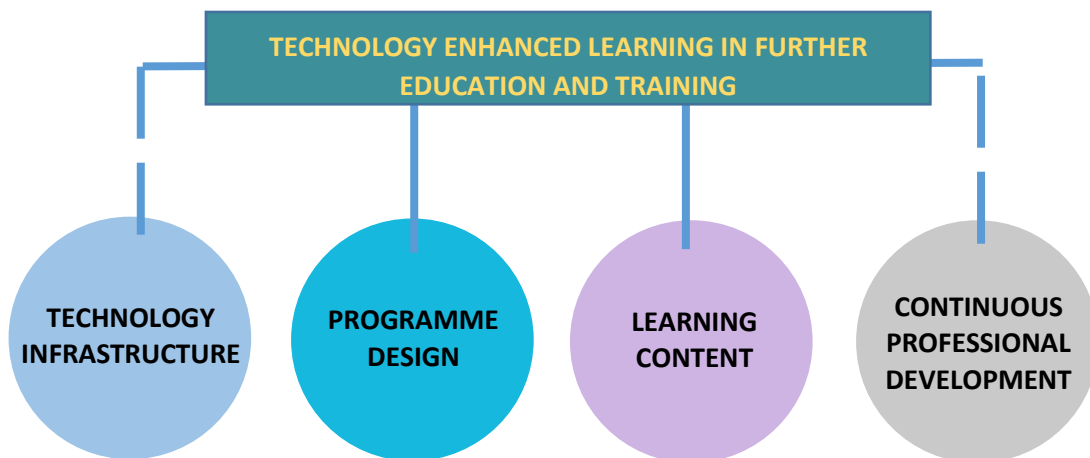 TECHNOLOGY ENHANCED LEARNING IN FURTHER
EDUCATION AND TRAINING
TECHNOLOGY
INFRASTRUCTURE
PROGRAMME
DESIGN
LEARNING
CONTENT
CONTINUOUS
PROFESSIONAL
DEVELOPMENT